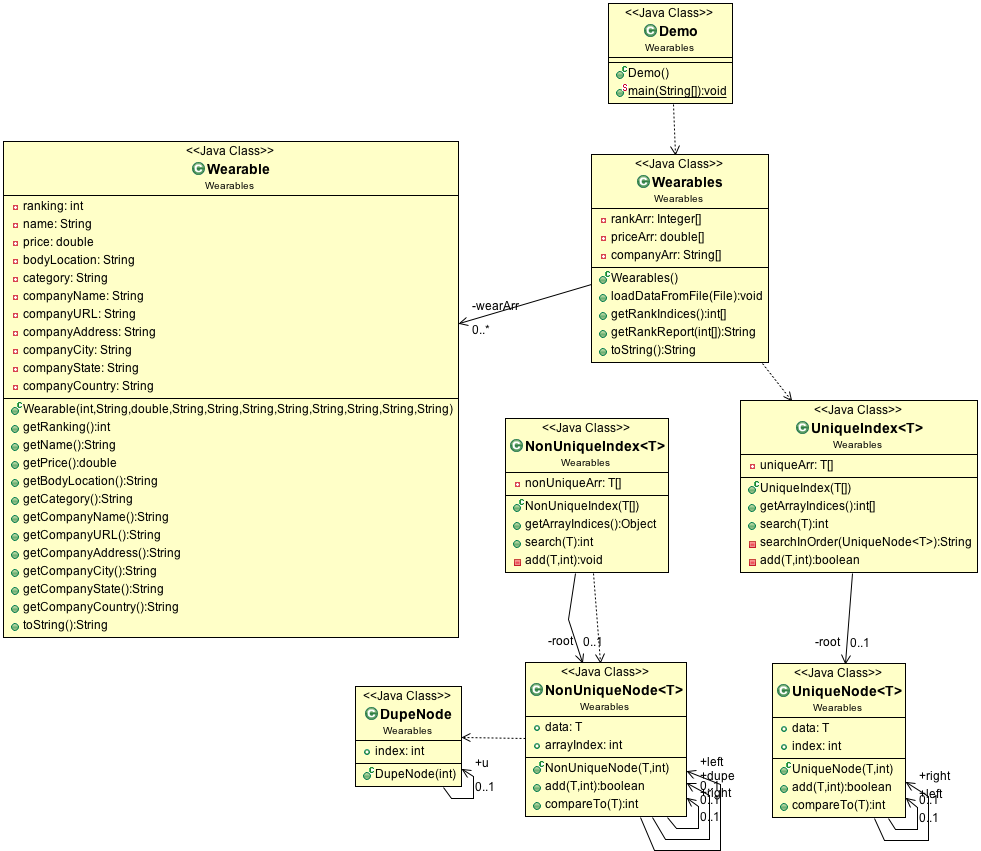 <<Java Class>>
Demo
Wearables
Demo()
main(String[]):void
<<Java Class>>
Wearable
Wearables
ranking: int
name: String
price: double
bodyLocation: String
category: String
companyName: String
companyURL: String
companyAddress: String
companyCity: String
companyState: String
companyCountry: String
Wearable(int,String,double,String,String,String,String,String,String,String,String)
getRanking():int
getName():String
getPrice():double
getBodyLocation():String
getCategory():String
getCompanyName():String
getCompanyURL():String
getCompanyAddress():String
getCompanyCity():String
getCompanyState():String
getCompanyCountry():String
toString():String
<<Java Class>>
Wearables
Wearables
rankArr: Integer[]
priceArr: double[]
companyArr: String[]
Wearables()
loadDataFromFile(File):void
getRankIndices():int[]
getRankReport(int[]):String
toString():String
-wearArr
0..*
<<Java Class>>
NonUniqueIndex<T>
Wearables
nonUniqueArr: T[]
NonUniqueIndex(T[])
getArrayIndices():Object
search(T):int
add(T,int):void
<<Java Class>>
UniqueIndex<T>
Wearables
uniqueArr: T[]
UniqueIndex(T[])
getArrayIndices():int[]
search(T):int
searchInOrder(UniqueNode<T>):String
add(T,int):boolean
-root 0..1
-root 0..1
<<Java Class>>
DupeNode
Wearables
index: int
DupeNode(int)
+u
0..1
<<Java Class>>
NonUniqueNode<T>
Wearables
data: T
arrayIndex: int
NonUniqueNode(T,int)
add(T,int):boolean
compareTo(T):int
+left
+dupe
0..1
+right
0..1
0..1
<<Java Class>>
UniqueNode<T>
Wearables
data: T
index: int
UniqueNode(T,int)
add(T,int):boolean
compareTo(T):int
+right
+left
0..1
0..1